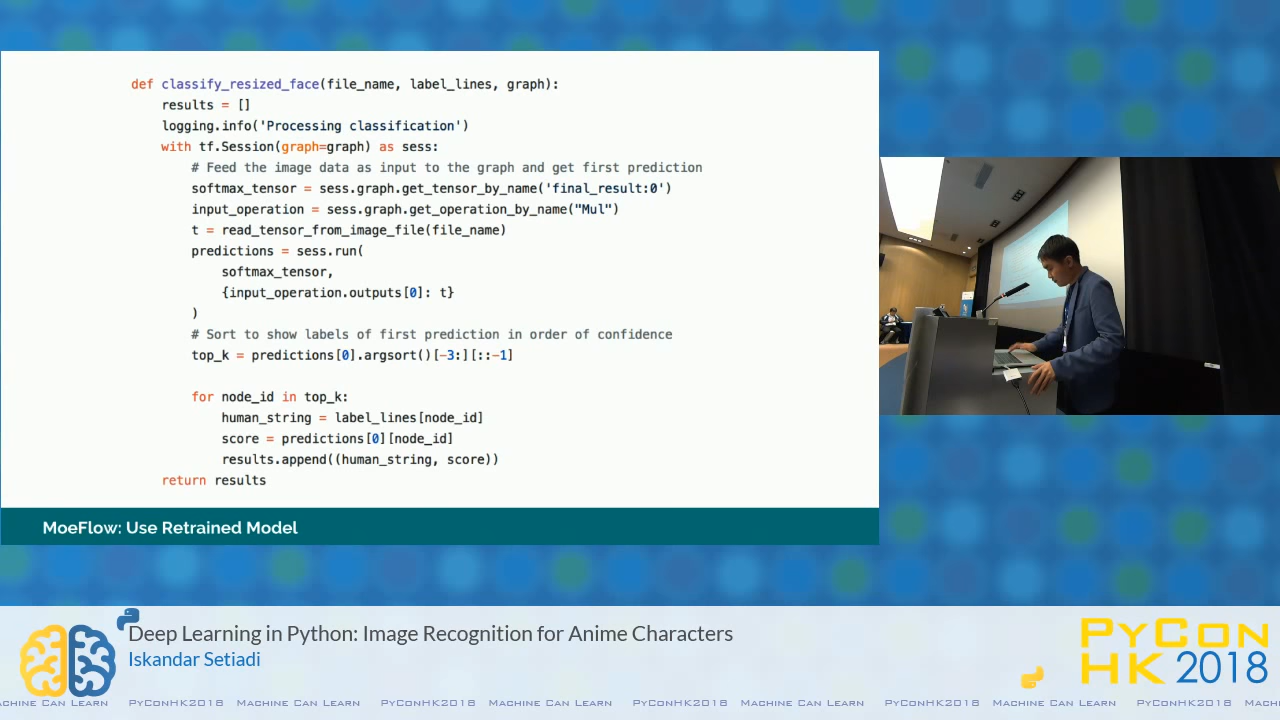 def classify_resized_face(file_name, label_lines, graph):
results = []
logging.info('Processing classification')
with tf.Session(graph=graph) as sess:
# Feed the image data as input to the graph and get first prediction
softmax_tensor = sess.graph.get_tensor_by_name('final_result:0')
input_operation = sess.graph.get_operation_by_name("Mul")
t = read_tensor_from_image_file(file_name)
predictions = sess.run(
softmax_tensor,
{input_operation.outputs[0]: t}
)
# Sort to show labels of first prediction in order of confidence
top_k = predictions[0].argsort()[-3:][::-1]
for node_id in top_k:
human_string = label_lines[node_id]
score = predictions[0][node_id]
results.append((human_string, score))
return results
MoeFlow: Use Retrained Model
Deep Learning in Python: Image Recognition for Anime Characters
Iskandar Setiadi
PyCon
HK 2018
achine Can Learn PyConHK2018 Machine Can Learn PyConHK2018 Machine Can Learn PyConHK2018 Machine Can Learn PyConHK2018 Machine Can Learn PyConHK2018 Mach